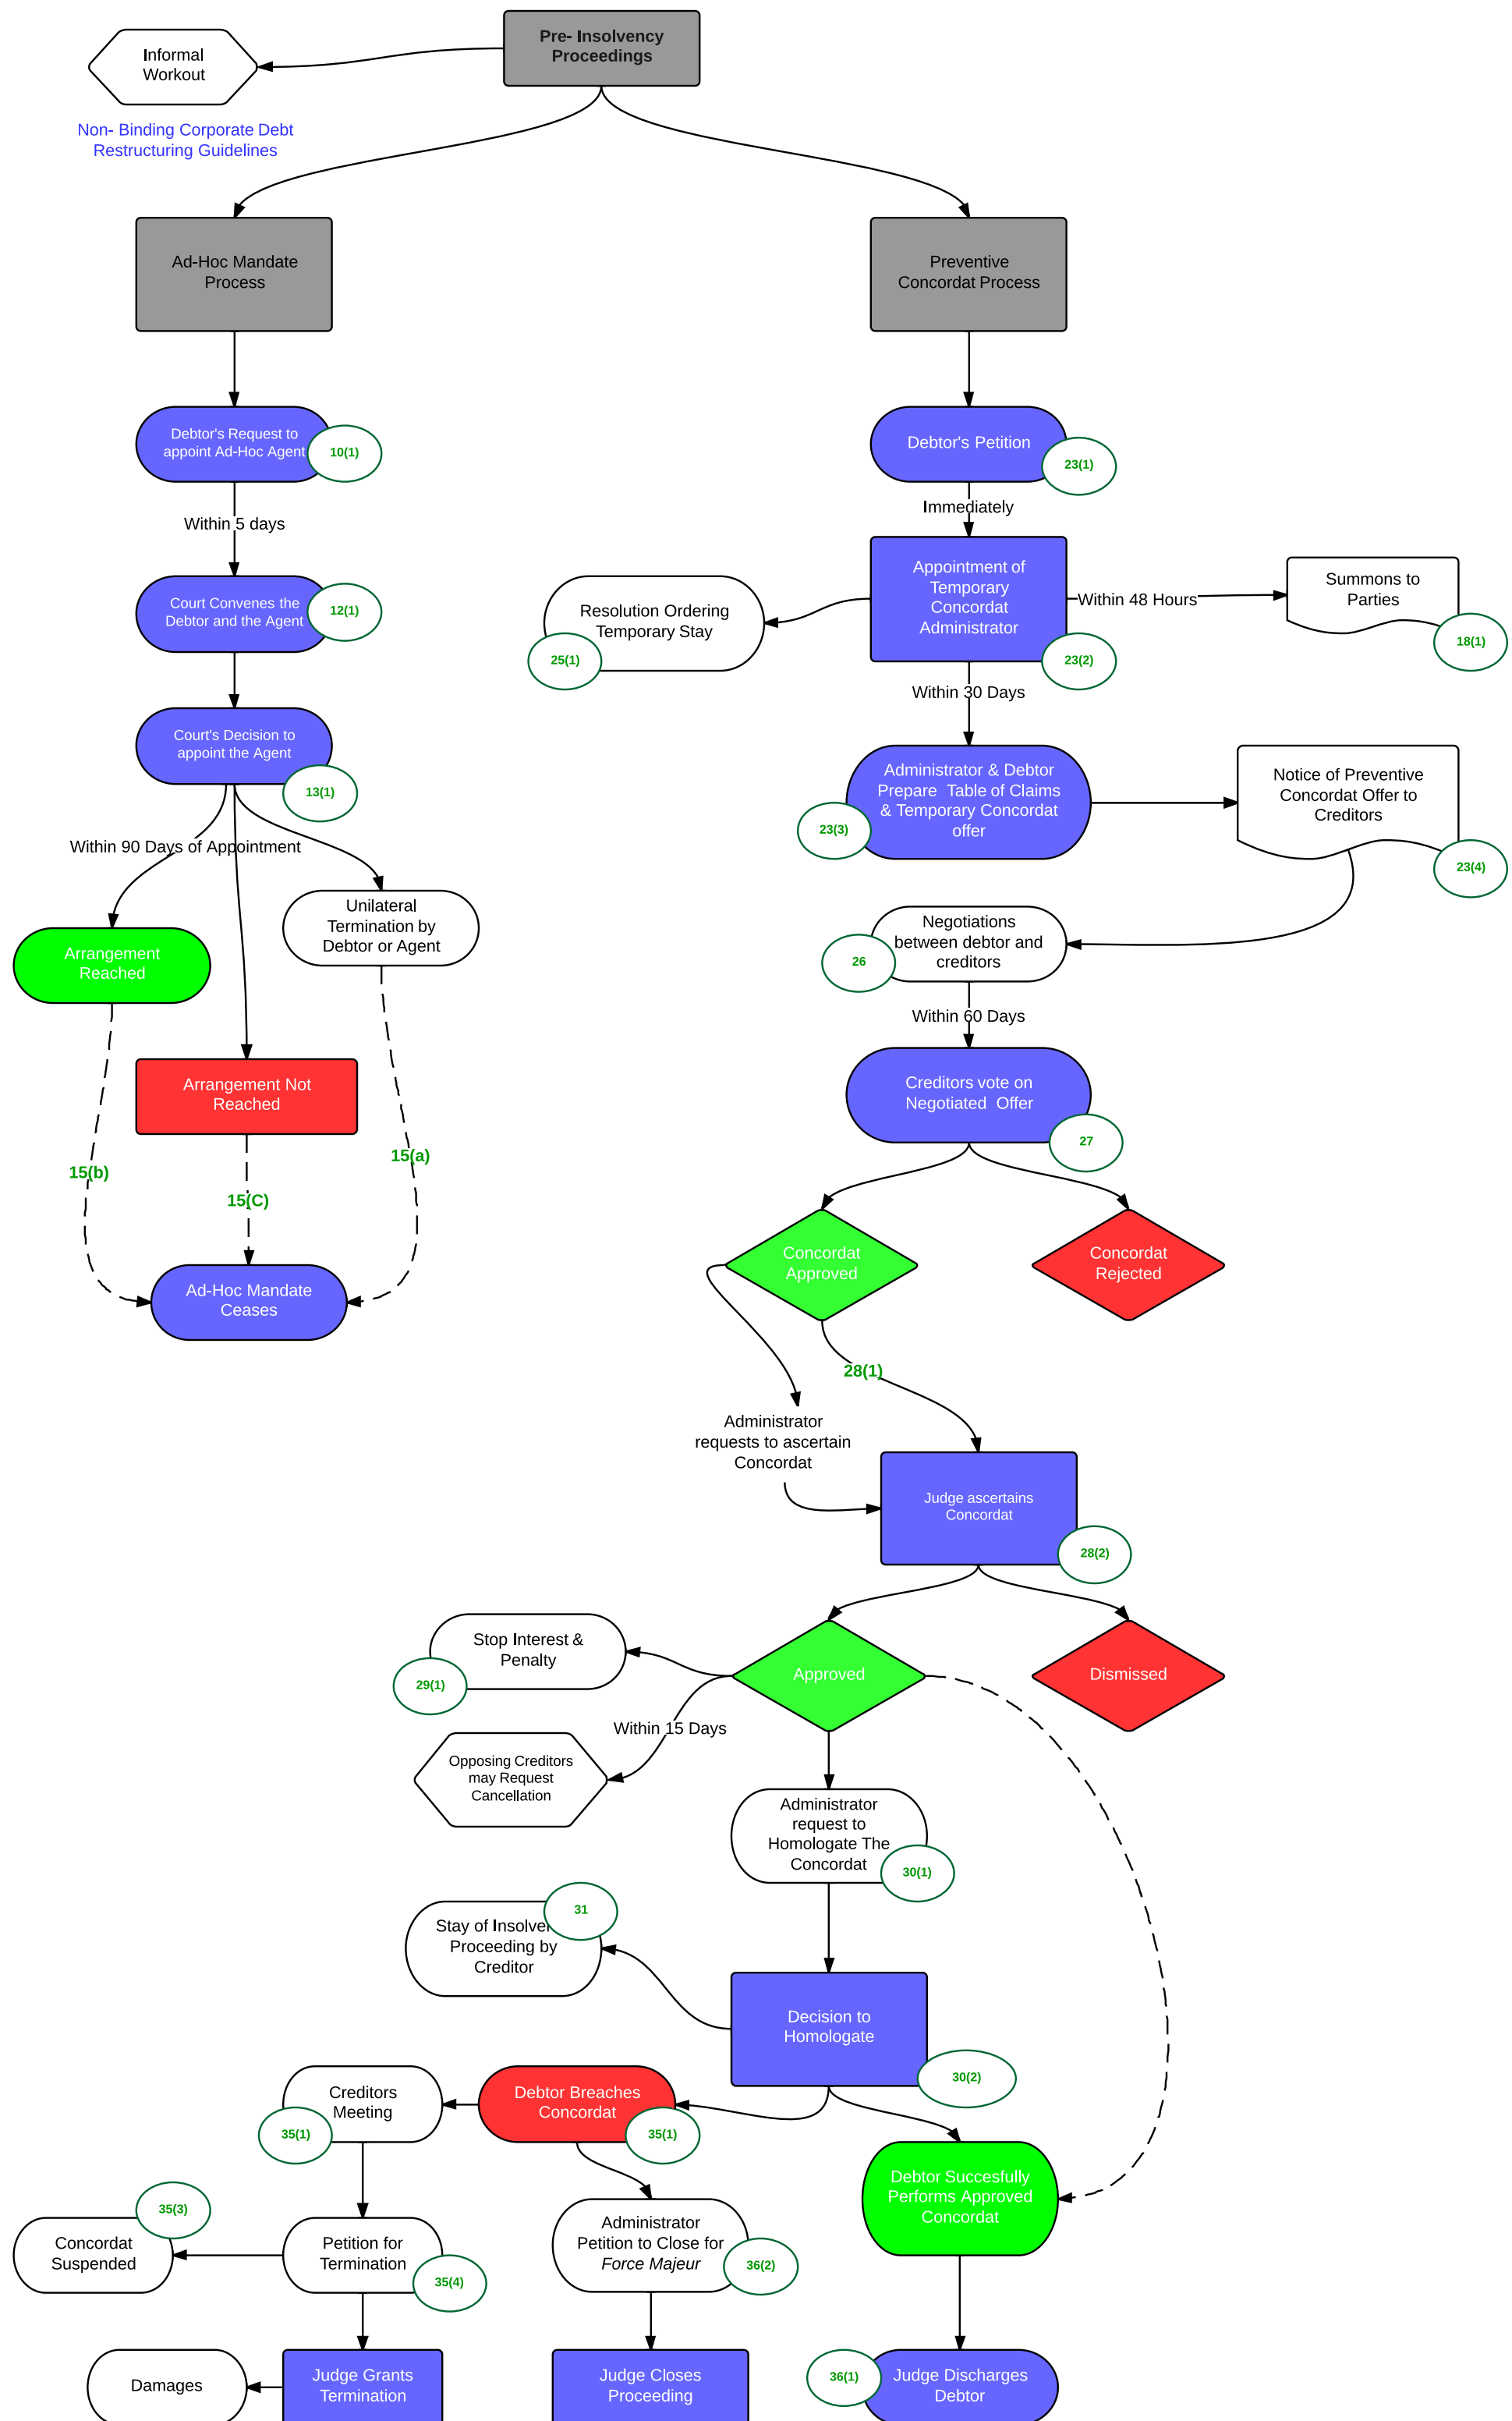 Pre- Insolvency
Proceedings
Informal
Workout
Non- Binding Corporate Debt
Restructuring Guidelines
Ad-Hoc Mandate
Process
Preventive
Concordat Process
Debtor's Request to
appoint Ad-Hoc Agent
10(1)
Debtor's Petition
23(1)
Within 5 days
Immediately
Court Convenes the
Debtor and the Agent
12(1)
Resolution Ordering
Temporary Stay
25(1)
Appointment of
Temporary
Concordat
Administrator
23(2)
Within 48 Hours
Summons to
Parties
18(1)
Within 30 Days
Court's Decision to
appoint the Agent
13(1)
Administrator & Debtor
Prepare Table of Claims
& Temporary Concordat
offer
23(3)
Notice of Preventive
Concordat Offer to
Creditors
23(4)
Within 90 Days of Appointment
Unilateral
Termination by
Debtor or Agent
Arrangement
Reached
Negotiations
between debtor and
creditors
26
Within 60 Days
Arrangement Not
Reached
Creditors vote on
Negotiated Offer
27
15(b)
15(C)
15(a)
Ad-Hoc Mandate
Ceases
Concordat
Approved
Concordat
Rejected
28(1)
Administrator
requests to ascertain
Concordat
Judge ascertains
Concordat
28(2)
Stop Interest &
Penalty
29(1)
Approved
Dismissed
Within 15 Days
Opposing Creditors
may Request
Cancellation
Administrator
request to
Homologate The
Concordat
30(1)
31
Stay of Insolver
Proceeding by
Creditor
Decision to
Homologate
30(2)
Creditors
Meeting
35(1)
Debtor Breaches
Concordat
35(1)
Debtor Succesfully
Performs Approved
Concordat
35(3)
Concordat
Suspended
Petition for
Termination
35(4)
Administrator
Petition to Close for
Force Majeur
36(2)
Damages
Judge Grants
Termination
Judge Closes
Proceeding
36(1)
Judge Discharges
Debtor